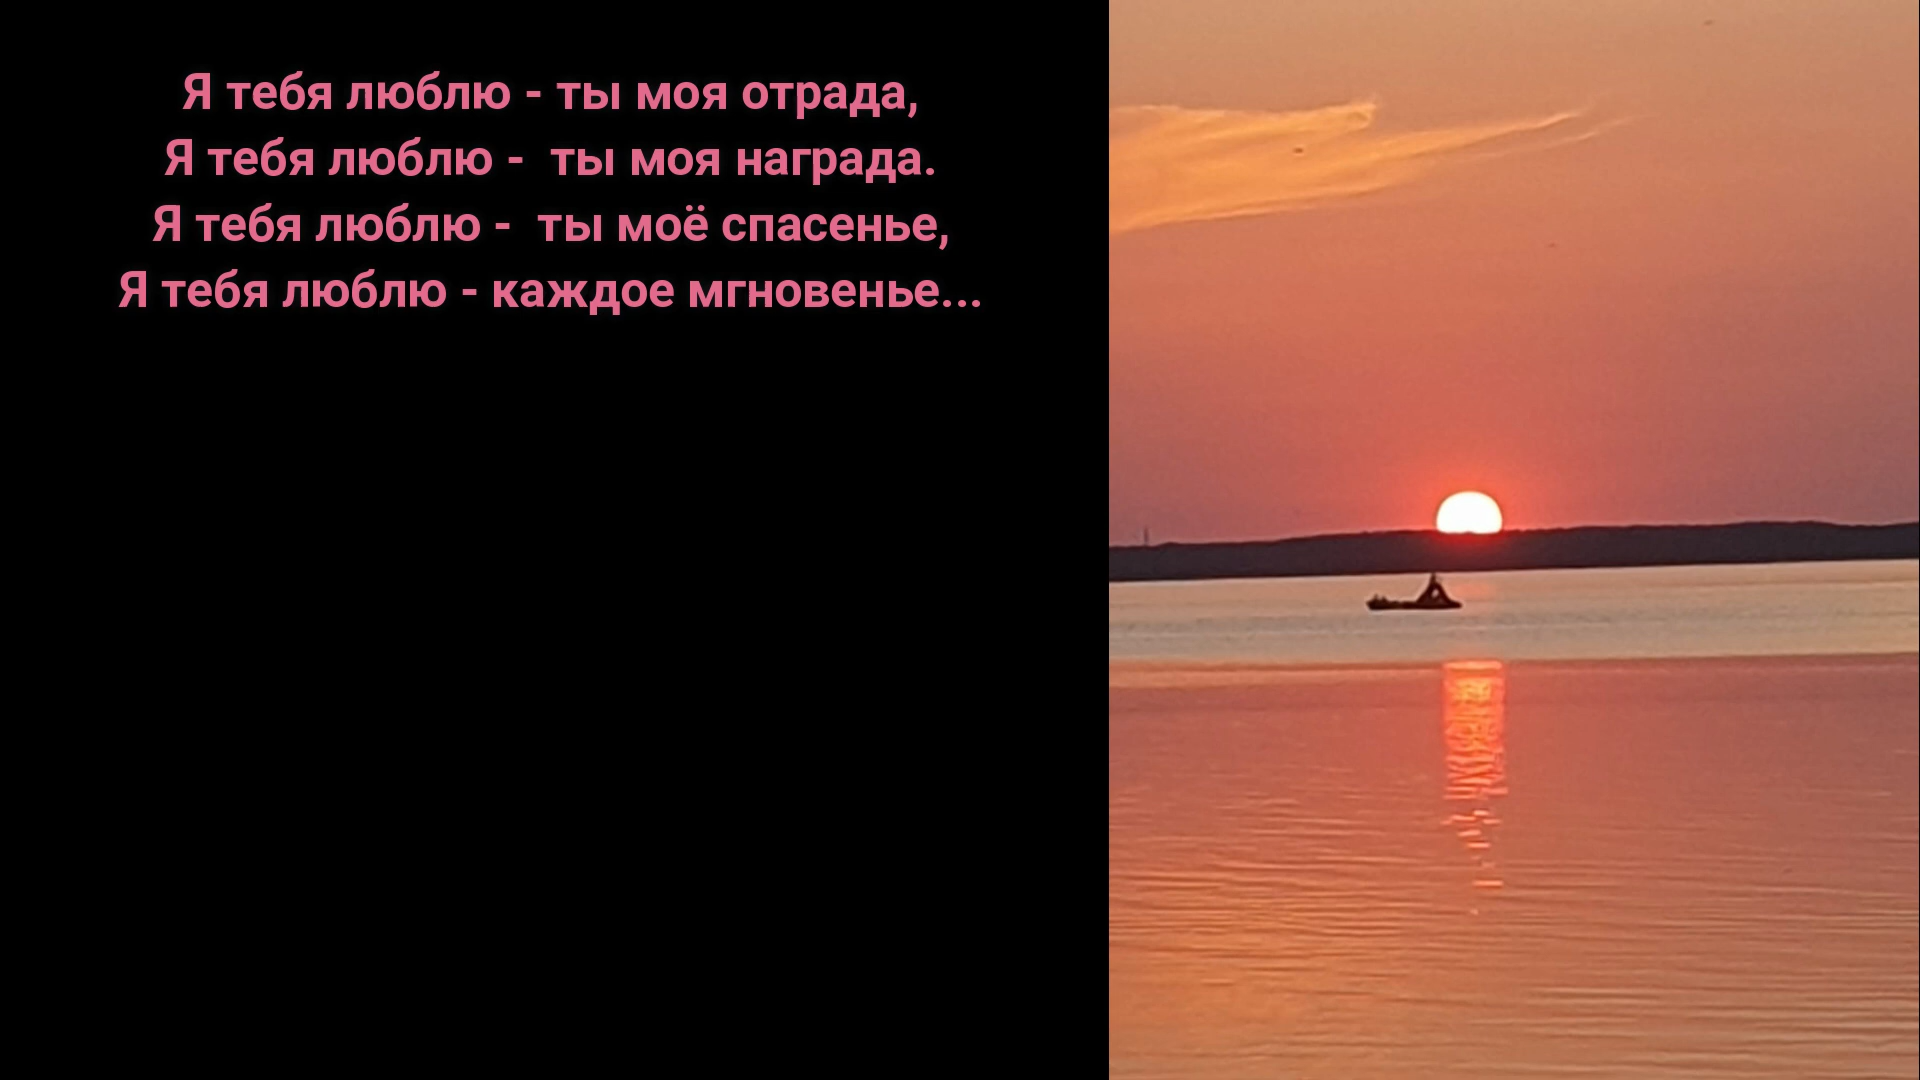 Я тебя люблю - ты моя отрада,
Я тебя люблю -  ты моя награда.
Я тебя люблю -  ты моё спасенье,
Я тебя люблю - каждое мгновенье...